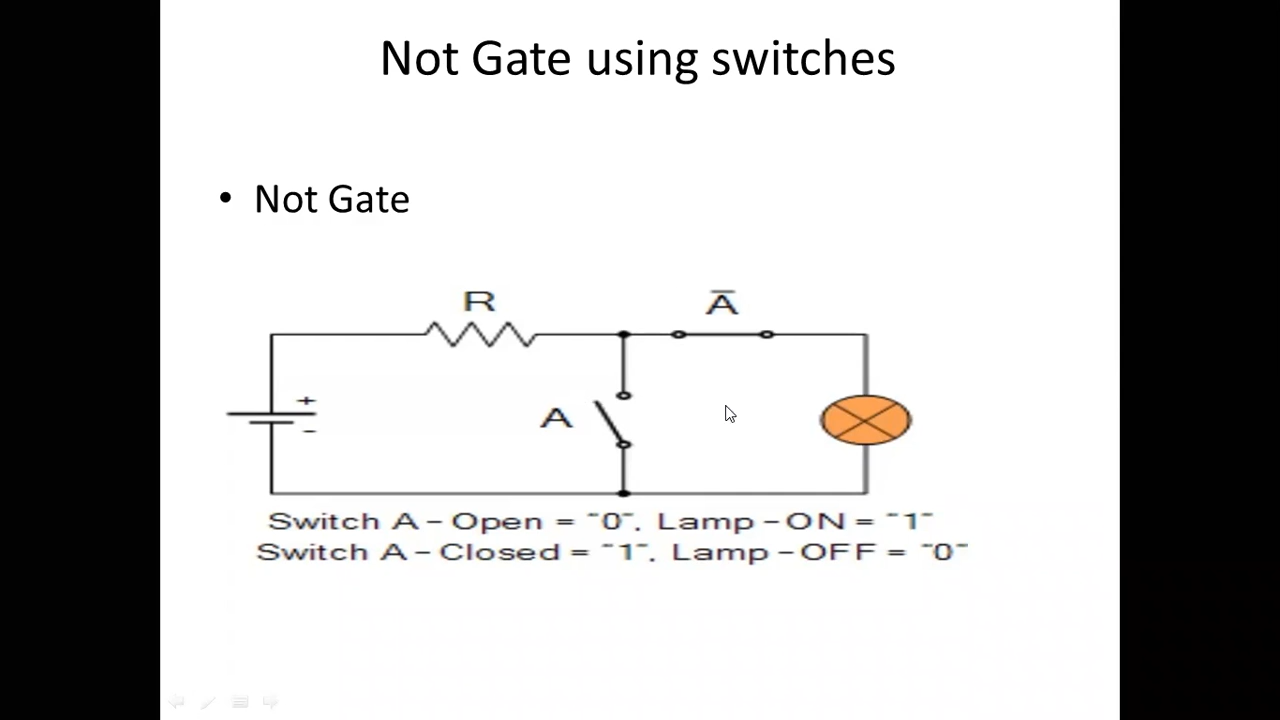 Not Gate using switches
• Not Gate
R
Ā
+
-
A
Switch A - Open = "0", Lamp - ON = "1"
Switch A - Closed = "1", Lamp - OFF = "0"